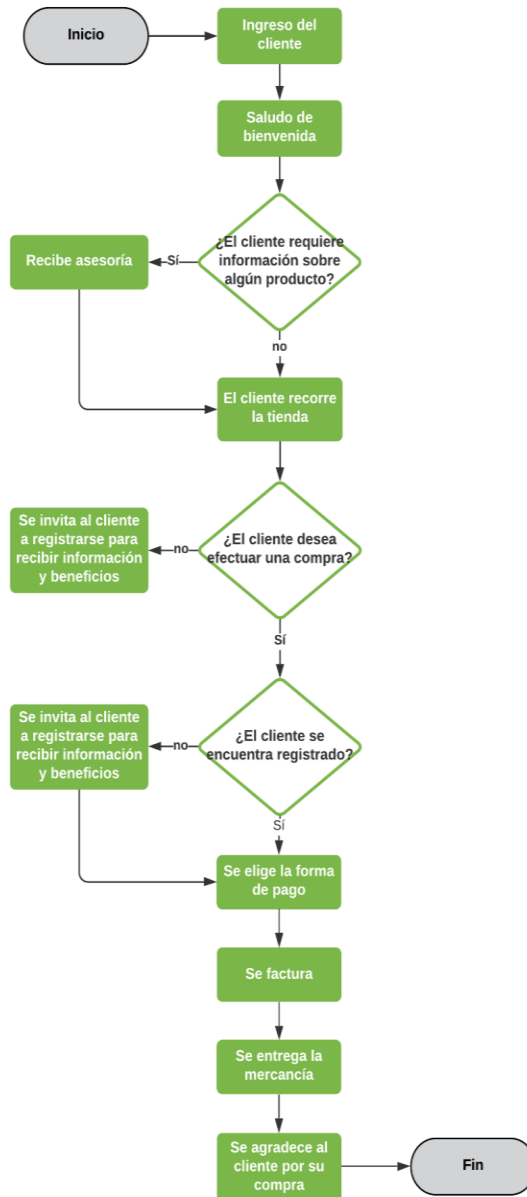 Inicio
Ingreso del
cliente
Saludo de
bienvenida
¿El cliente requiere
información sobre
algún producto?
Sí
Recibe asesoría
no
El cliente recorre
la tienda
¿El cliente desea
efectuar una compra?
no
Se invita al cliente
a registrarse para
recibir información
y beneficios
Sí
¿El cliente se
encuentra registrado?
no
Se invita al cliente
a registrarse para
recibir información
y beneficios
Sí
Se elige la forma
de pago
Se factura
Se entrega la
mercancía
Se agradece al
cliente por su
compra
Fin